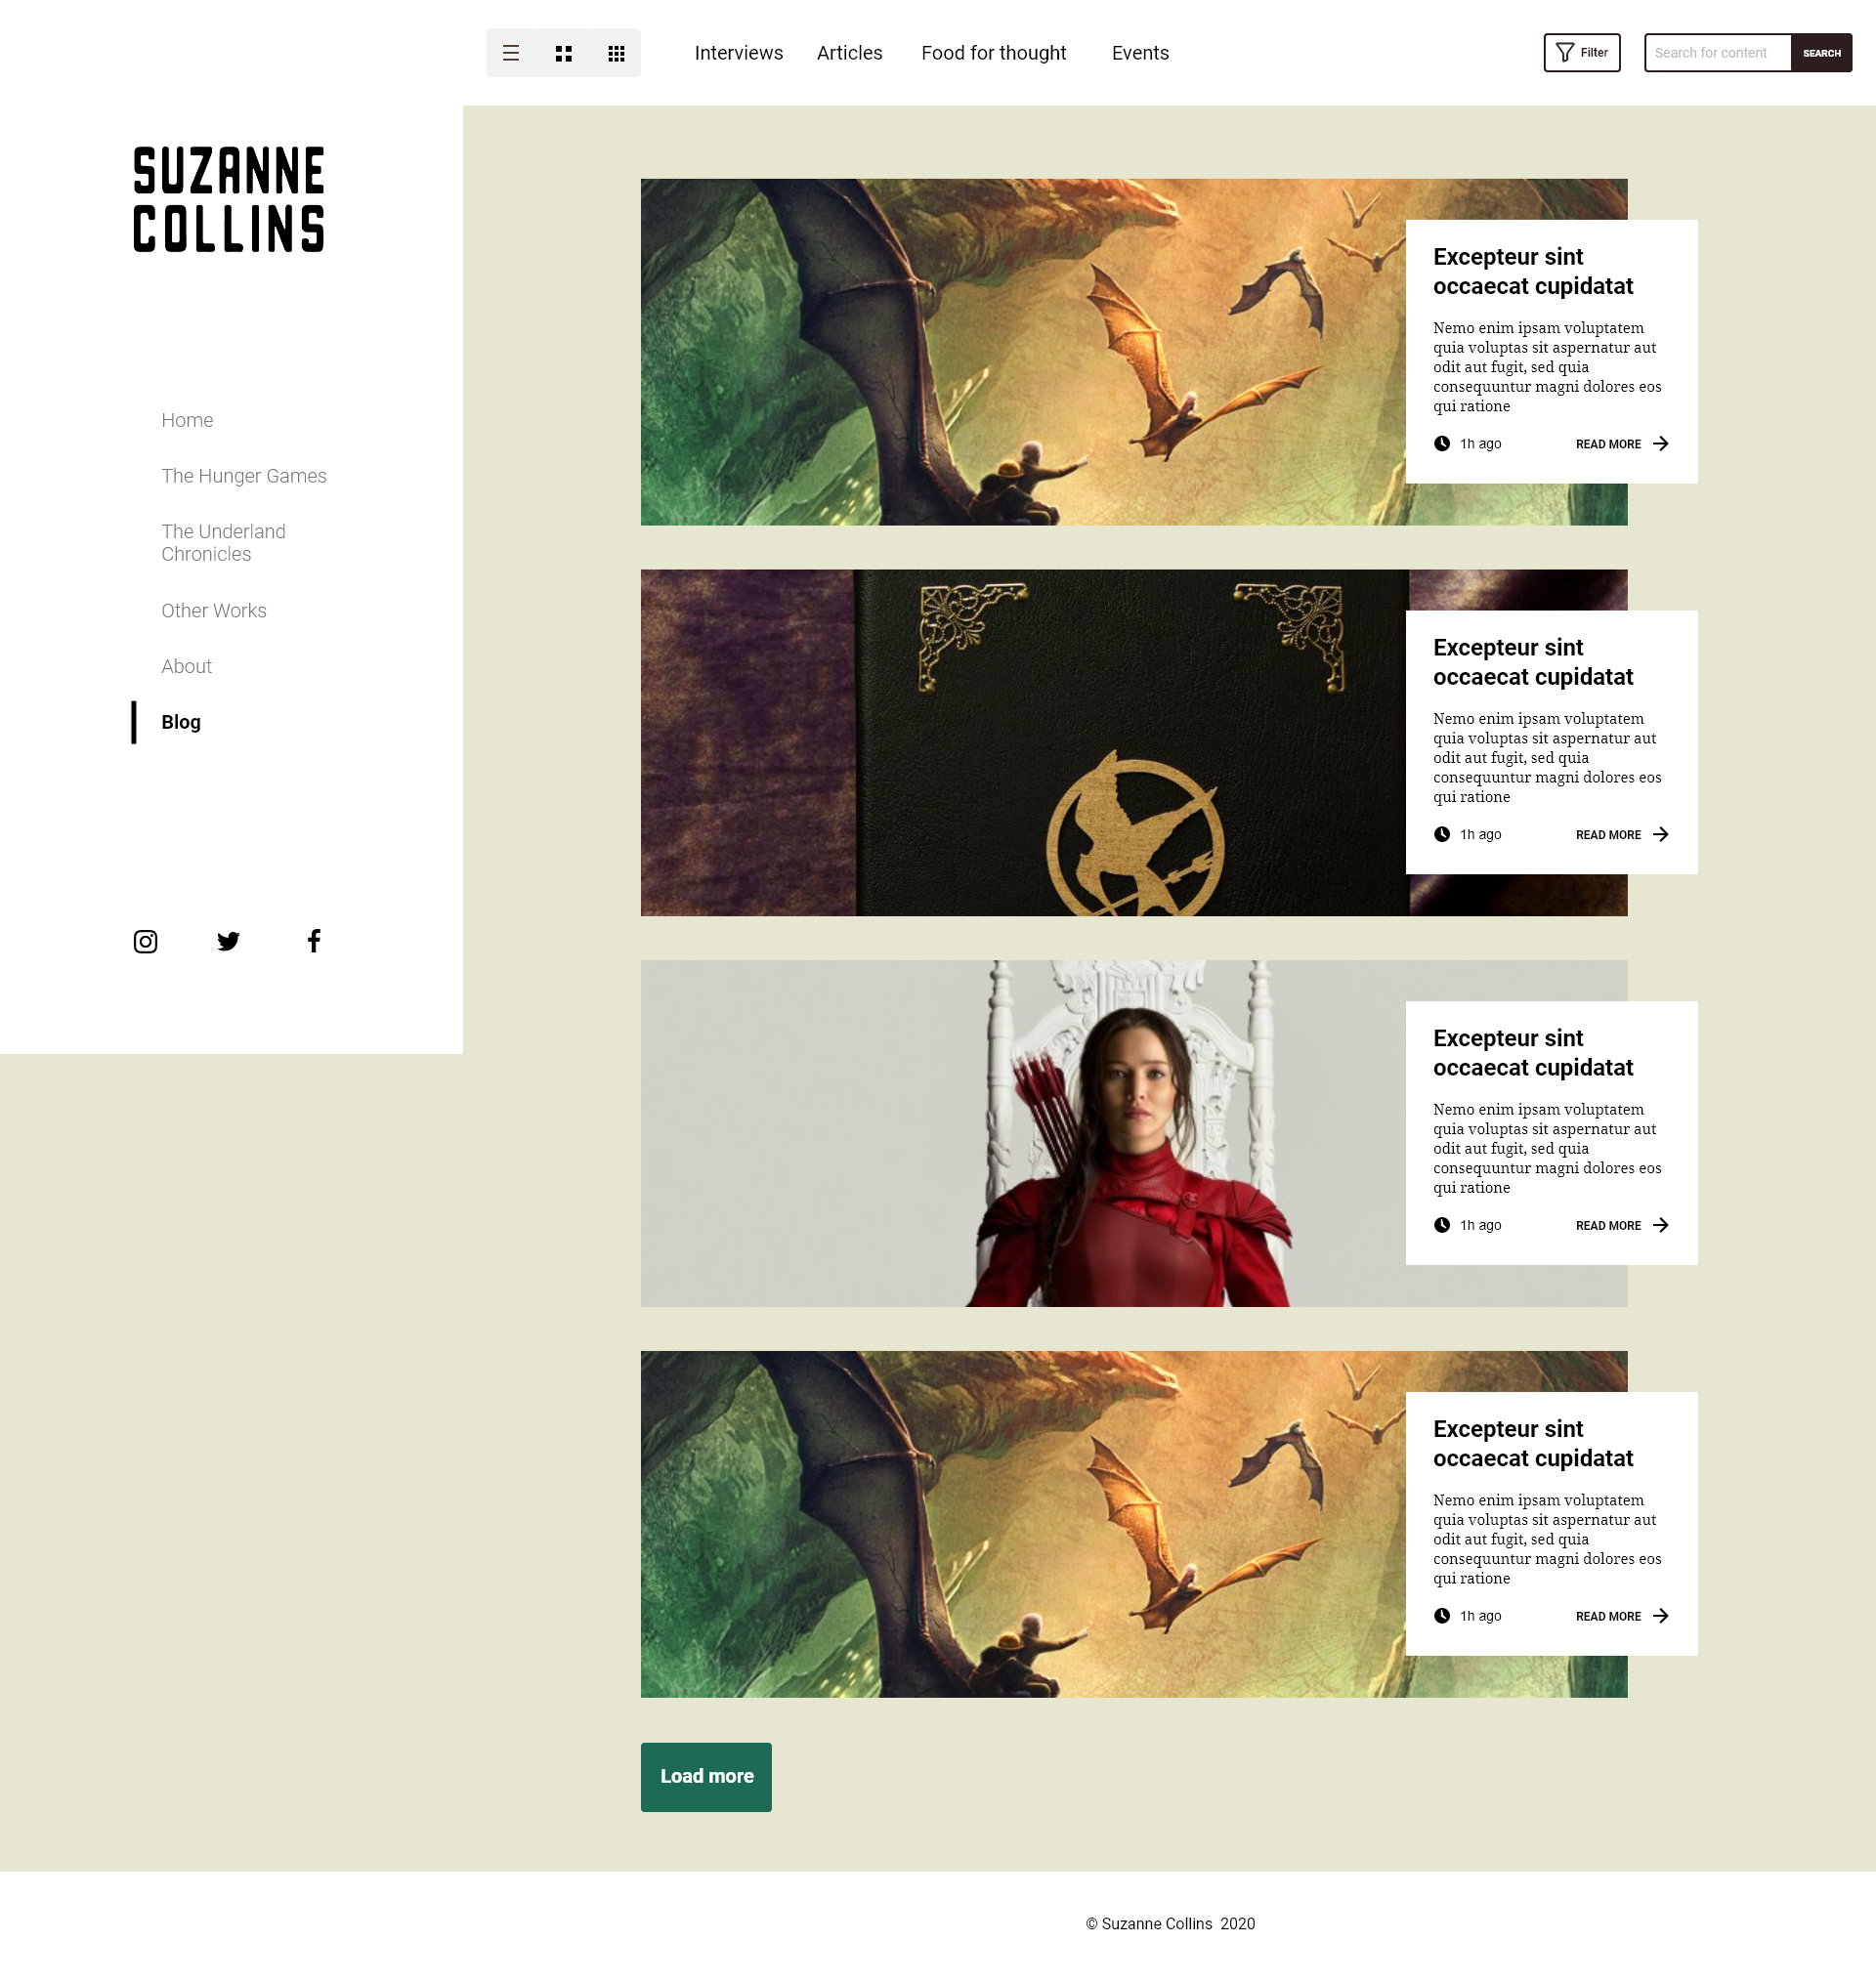 Interviews
Articles
Food for thought
Events
Filter
Search for content
SEARCH
SUZANNE
COLLINS
Home
The Hunger Games
The Underland
Chronicles
Other Works
About
Blog
Excepteur sint
occaecat cupidatat
Nemo enim ipsam voluptatem
quia voluptas sit aspernatur aut
odit aut fugit, sed quia
consequuntur magni dolores eos
qui ratione
1h ago
READ MORE
Excepteur sint
occaecat cupidatat
Nemo enim ipsam voluptatem
quia voluptas sit aspernatur aut
odit aut fugit, sed quia
consequuntur magni dolores eos
qui ratione
1h ago
READ MORE
Excepteur sint
occaecat cupidatat
Nemo enim ipsam voluptatem
quia voluptas sit aspernatur aut
odit aut fugit, sed quia
consequuntur magni dolores eos
qui ratione
1h ago
READ MORE
Excepteur sint
occaecat cupidatat
Nemo enim ipsam voluptatem
quia voluptas sit aspernatur aut
odit aut fugit, sed quia
consequuntur magni dolores eos
qui ratione
1h ago
READ MORE
Load more
© Suzanne Collins 2020